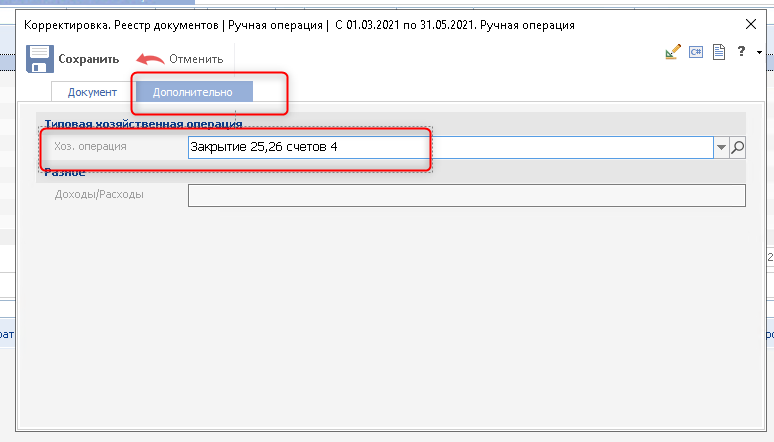 Корректировка. Реестр документов | Ручная операция | С 01.03.2021 по 31.05.2021. Ручная операция
Сохранить Отменить C# ?
Документ Дополнительно
Типовая хозяйственная операция
Хоз. операция Закрытие 25,26 счетов 4
Разное
Доходы/Расходы